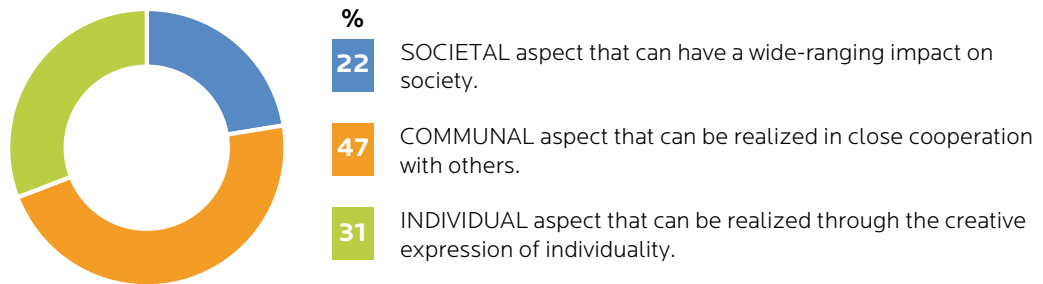 %
22
SOCIETAL aspect that can have a wide-ranging impact on
society.
47
COMMUNAL aspect that can be realized in close cooperation
with others.
31
INDIVIDUAL aspect that can be realized through the creative
expression of individuality.